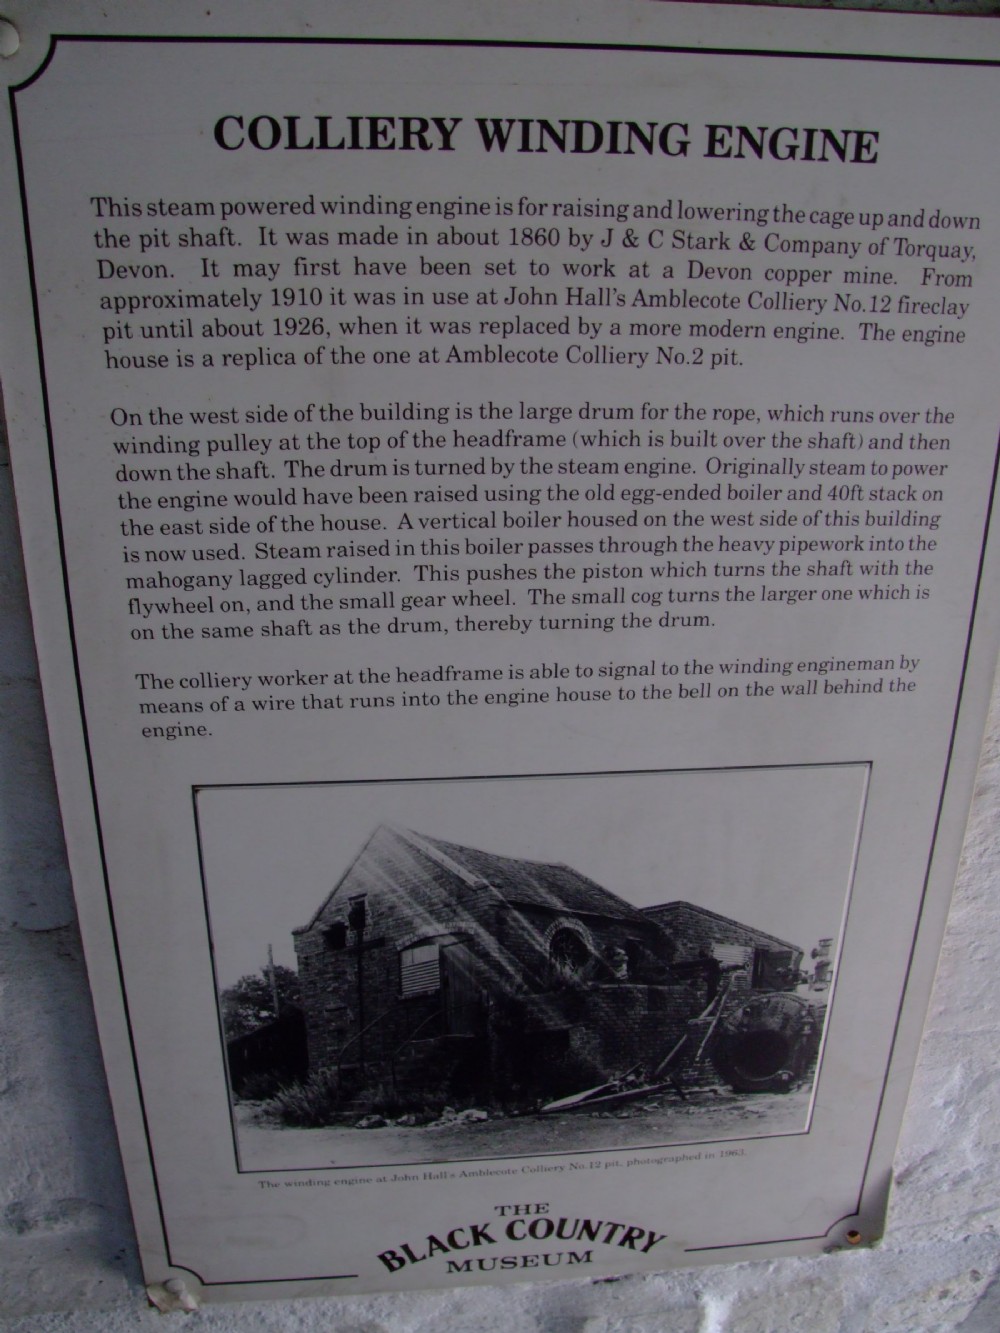 COLLIERY WINDING ENGINE
This steam powered winding engine is for raising and lowering the cage up and down
the pit shaft. It was made in about 1860 by J & C Stark & Company of Torquay,
Devon. It may first have been set to work at a Devon copper mine. From
approximately 1910 it was in use at John Hall's Amblecote Colliery No.12 fireclay
pit until about 1926, when it was replaced by a more modern engine. The engine
house is a replica of the one at Amblecote Colliery No.2 pit.
On the west side of the building is the large drum for the rope, which runs over the
winding pulley at the top of the headframe (which is built over the shaft) and then
down the shaft. The drum is turned by the steam engine. Originally steam to power
the engine would have been raised using the old egg-ended boiler and 40ft stack on
the east side of the house. A vertical boiler housed on the west side of this building
is now used. Steam raised in this boiler passes through the heavy pipework into the
mahogany lagged cylinder. This pushes the piston which turns the shaft with the
flywheel on, and the small gear wheel. The small cog turns the larger one which is
on the same shaft as the drum, thereby turning the drum.
The colliery worker at the headframe is able to signal to the winding engineman by
means of a wire that runs into the engine house to the bell on the wall behind the
engine.
The winding engine at John Hall's Amblecote Colliery No.12 pit, photographed in 1963.
THE
BLACK COUNTRY
MUSEUM